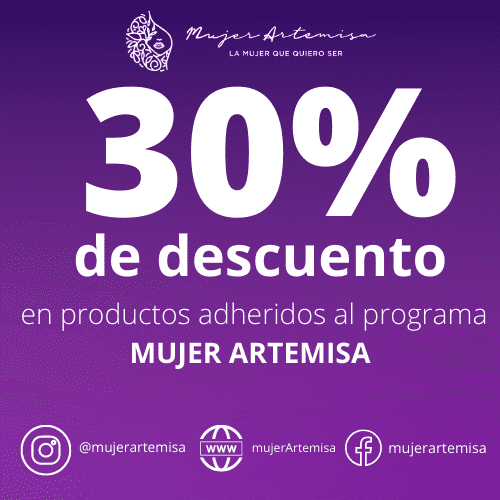 Mujer Artemisa
LA MUJER QUE QUIERO SER
30%
de descuento
en productos adheridos al programa
MUJER ARTEMISA
@mujerartemisa WWW mujerArtemisa mujerartemisa